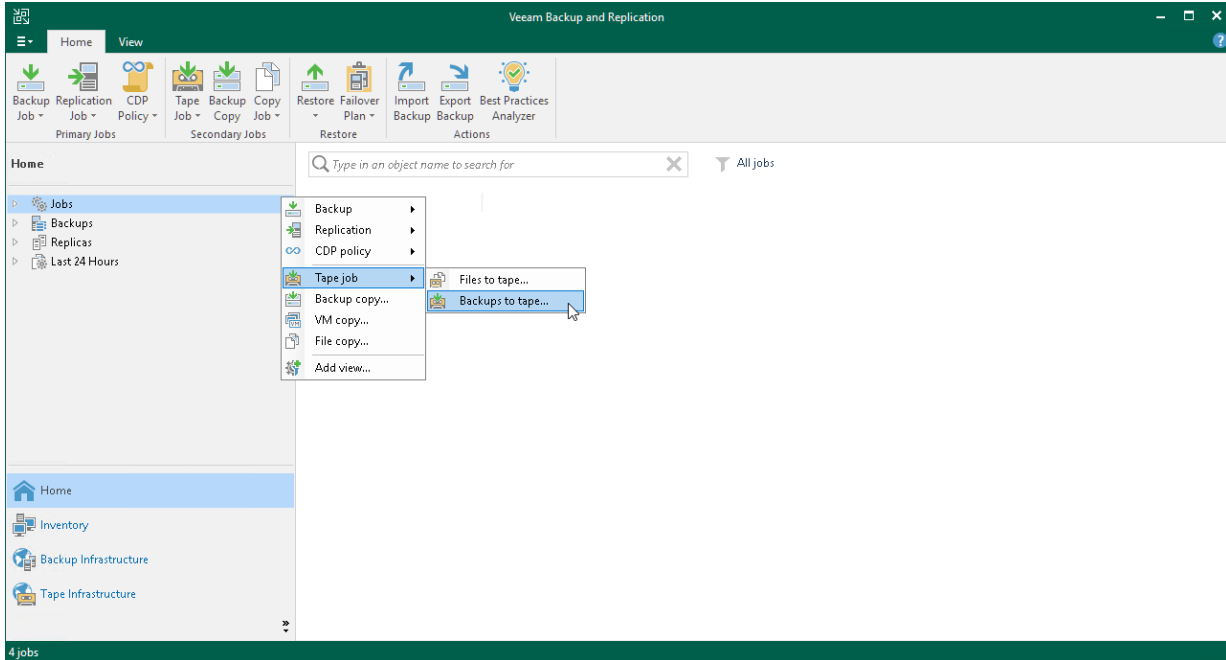 Veeam Backup and Replication
Home View
Backup Job Replication Job CDP Policy Tape Job Backup Copy Copy Job Restore Failover Plan Import Backup Export Backup Best Practices Analyzer
Primary Jobs Secondary Jobs Restore Actions
Home
Type in an object name to search for
All jobs
Jobs
Backups
Replicas
Last 24 Hours
Backup
Replication
CDP policy
Tape job
Backup copy...
VM copy...
File copy...
Add view...
Files to tape...
Backups to tape...
Home
Inventory
Backup Infrastructure
Tape Infrastructure
4 jobs